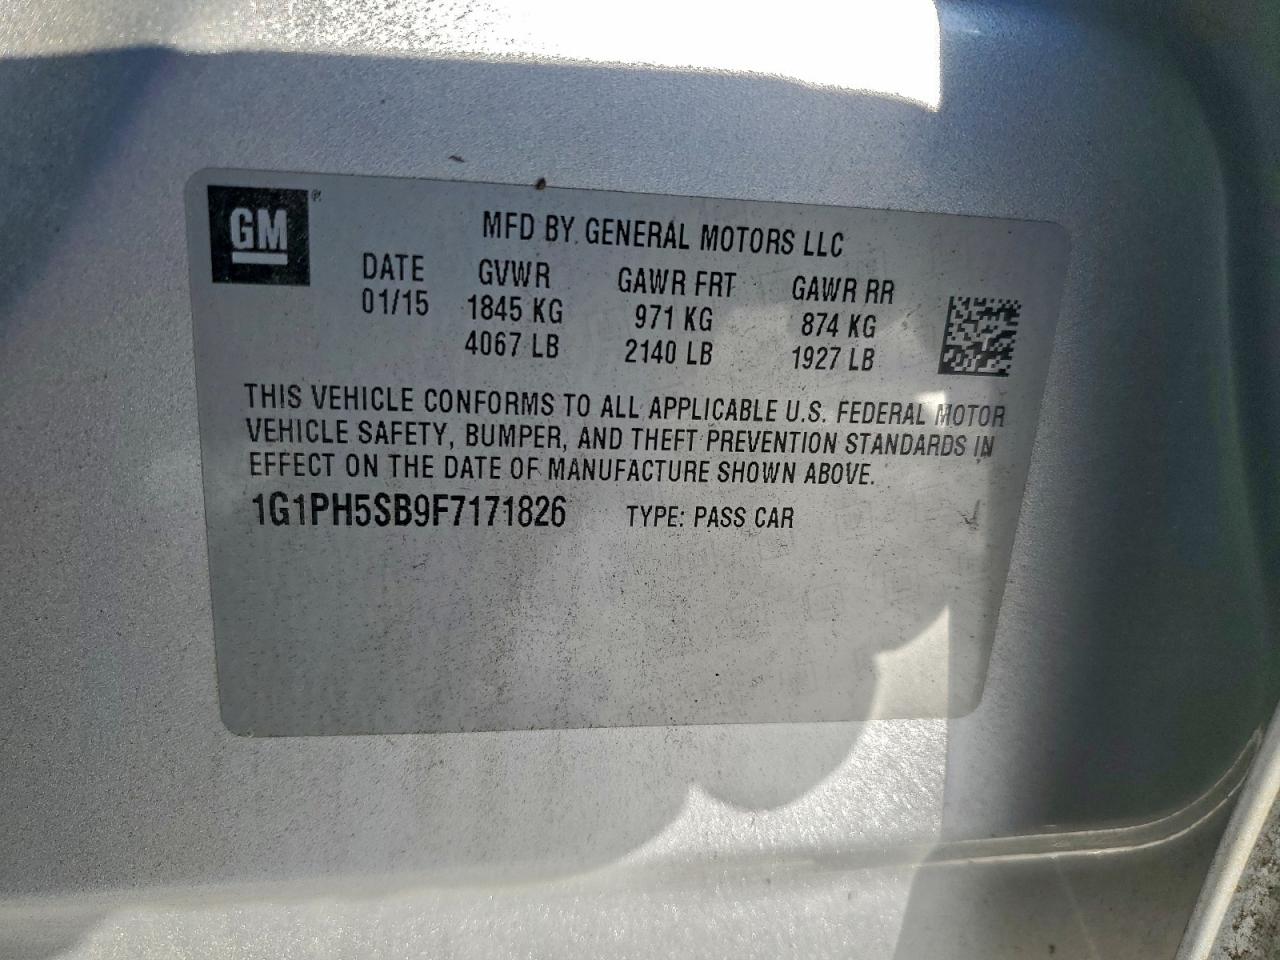 GM®
MFD BY GENERAL MOTORS LLC
DATE GVWR GAWR FRT GAWR RR
01/15 1845 KG 971 KG 874 KG
4067 LB 2140 LB 1927 LB
THIS VEHICLE CONFORMS TO ALL APPLICABLE U.S. FEDERAL MOTOR
VEHICLE SAFETY, BUMPER, AND THEFT PREVENTION STANDARDS IN
EFFECT ON THE DATE OF MANUFACTURE SHOWN ABOVE.
1G1PH5SB9F7171826 TYPE: PASS CAR